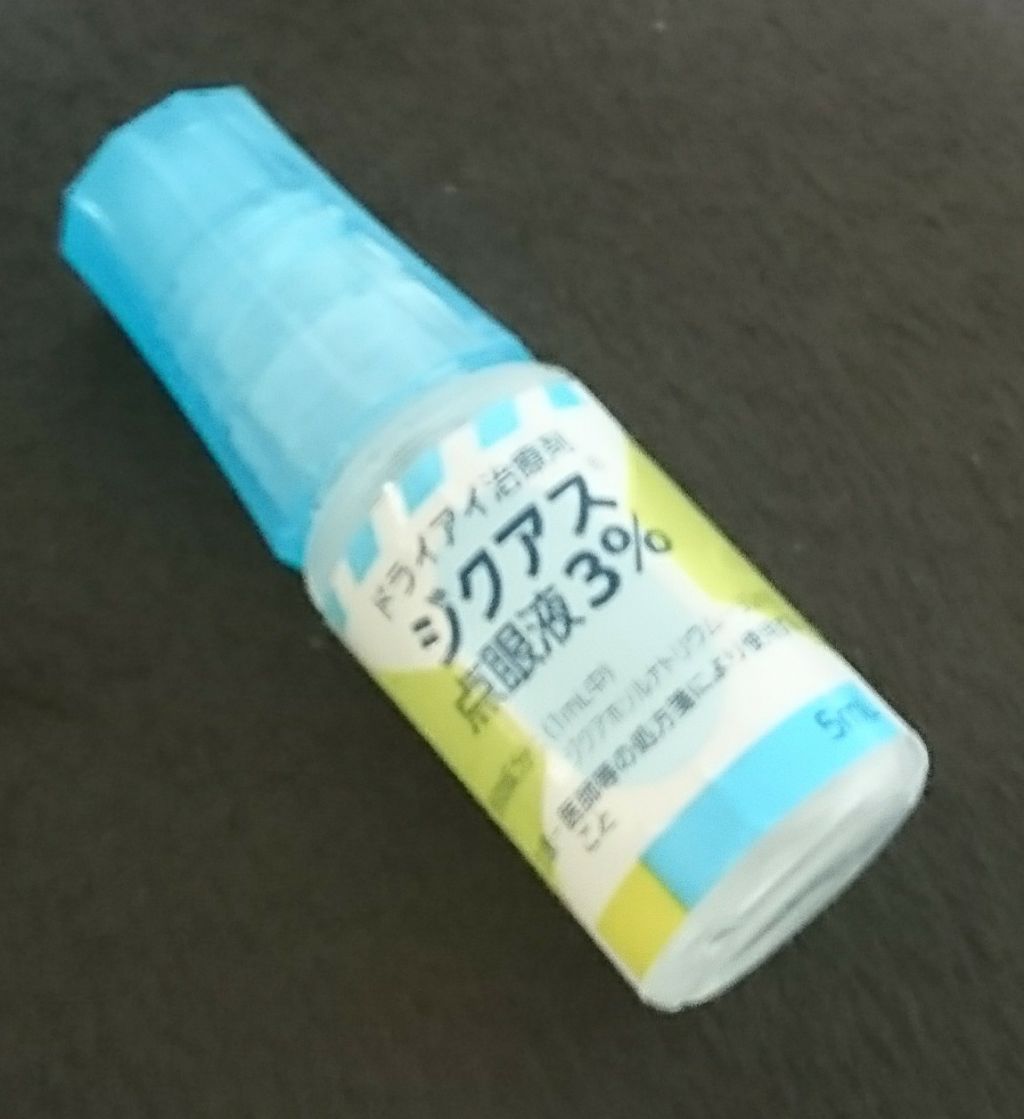 ドライアイ治療剤
ジクアス
点眼液3%
(1mL中)
ジクアホソルナトリウム
医師等の処方箋により使用
こと
5mL